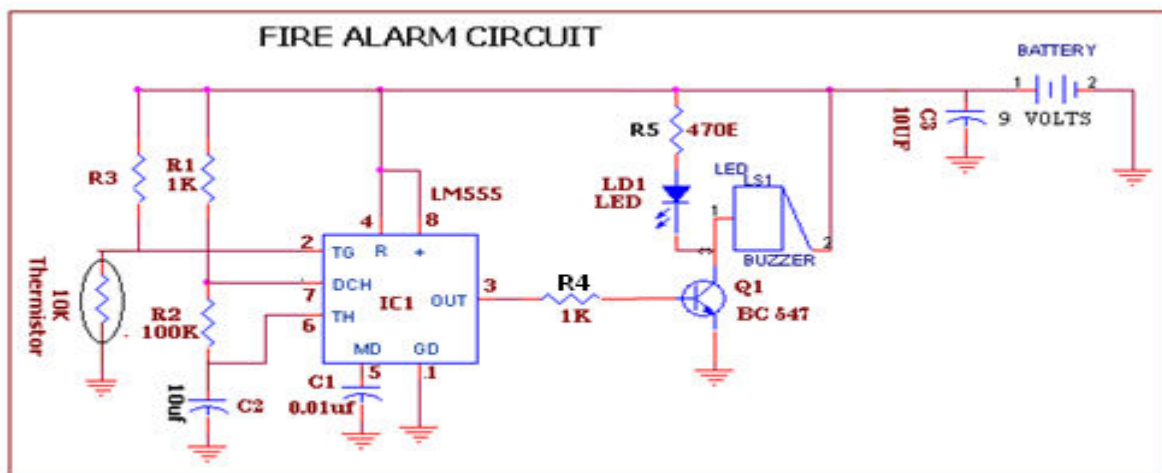 FIRE ALARM CIRCUIT
BATTERY
1
2
9 VOLTS
C3
10UF
R5
470E
R3
R1
1K
LM555
LD1
LED
LED
LS1
1
2
BUZZER
2
4
8
2
TG
R
+
10K
Thermistor
7
DCH
IC1
OUT
3
R4
1K
Q1
BC 547
R2
100K
6
TH
MD
GD
10uf
C2
C1
0.01uf
5
1